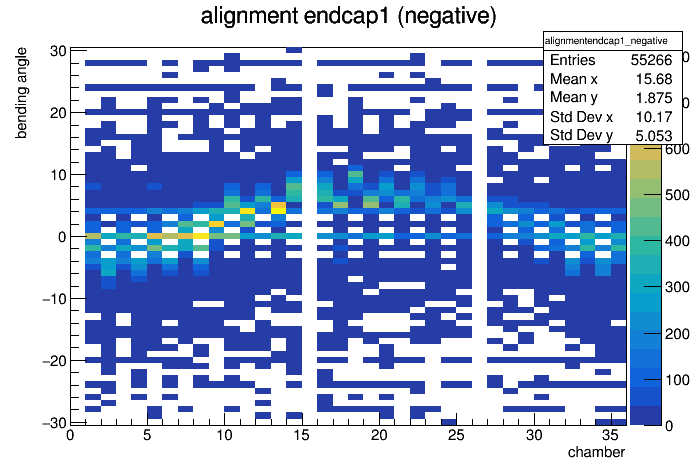 alignment endcap1 (negative)
alignmentendcap1_negative
Entries 55266
Mean x 15.68
Mean y 1.875
Std Dev x 10.17
Std Dev y 5.053
bending angle
30
20
10
0
−10
−20
−30
0 5 10 15 20 25 30 35
chamber
0
0
600
500
400
300
200
100
0